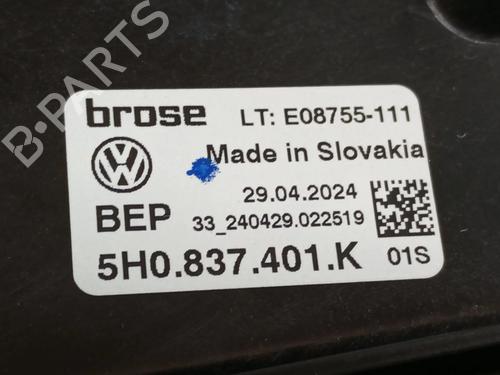 B-PARTS
brose LT: E08755-111
Made in Slovakia
29.04.2024
BEP 33_240429.022519
5H0.837.401.K 01S